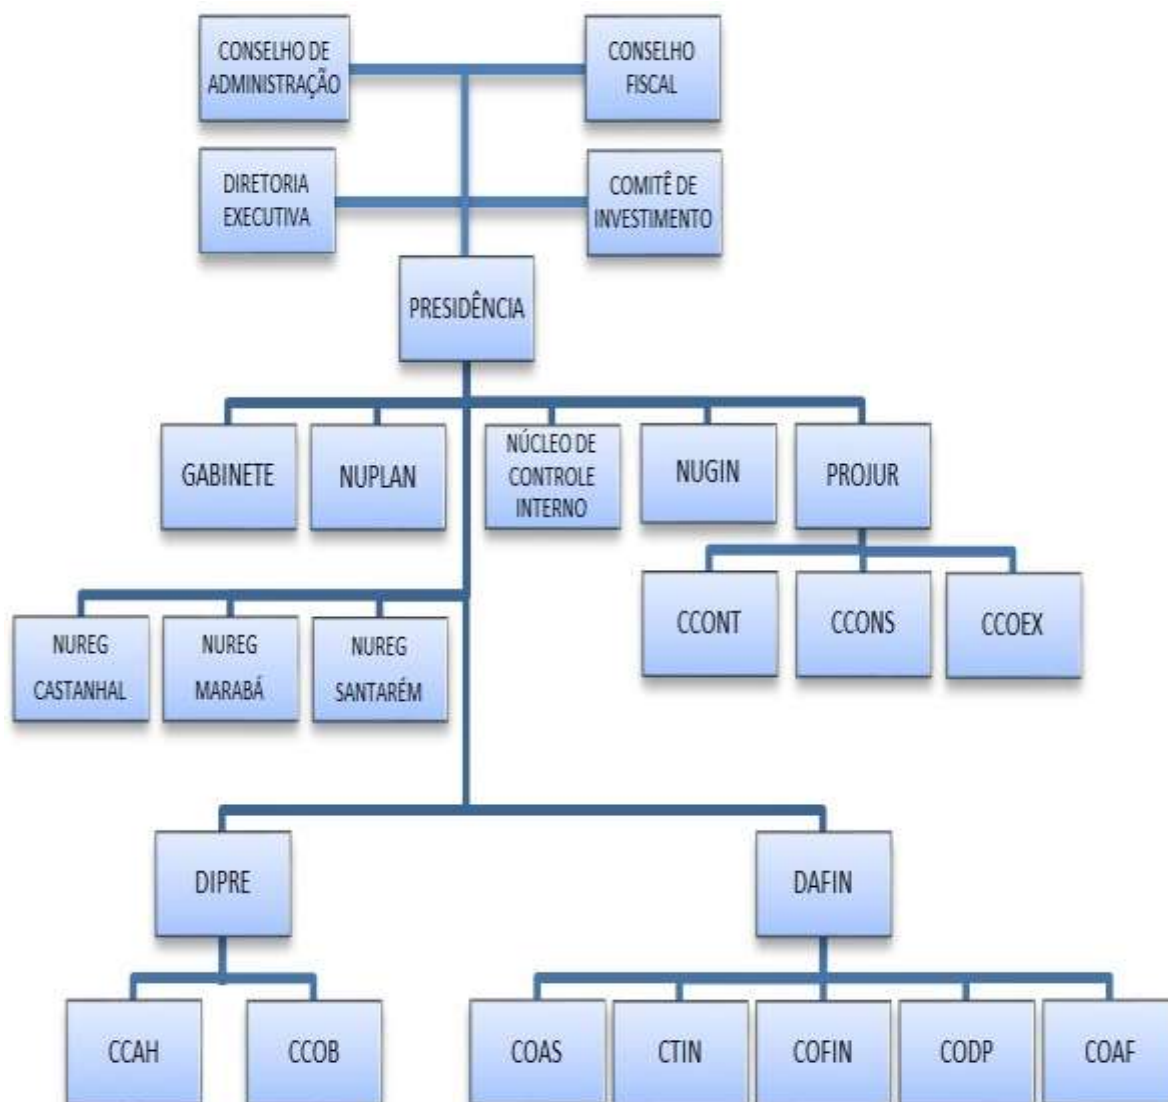 CONSELHO DE
ADMINISTRAÇÃO
CONSELHO
FISCAL
DIRETORIA
EXECUTIVA
COMITÊ DE
INVESTIMENTO
PRESIDÊNCIA
GABINETE
NUPLAN
NÚCLEO DE
CONTROLE
INTERNO
NUGIN
PROJUR
CCONT
CCONS
CCOEX
NUREG
CASTANHAL
NUREG
MARABÁ
NUREG
SANTARÉM
DIPRE
DAFIN
CCAH
CCOB
COAS
CTIN
COFIN
CODP
COAF